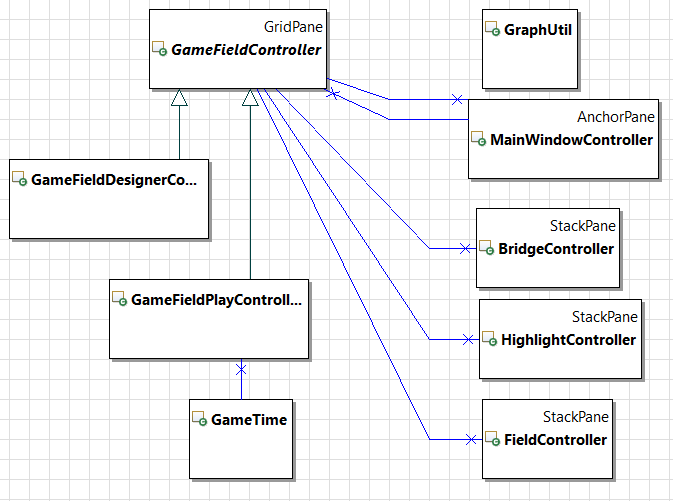 GridPane
GameFieldController
GraphUtil
AnchorPane
MainWindowController
GameFieldDesignerCo...
StackPane
BridgeController
GameFieldPlayControll...
StackPane
HighlightController
GameTime
StackPane
FieldController